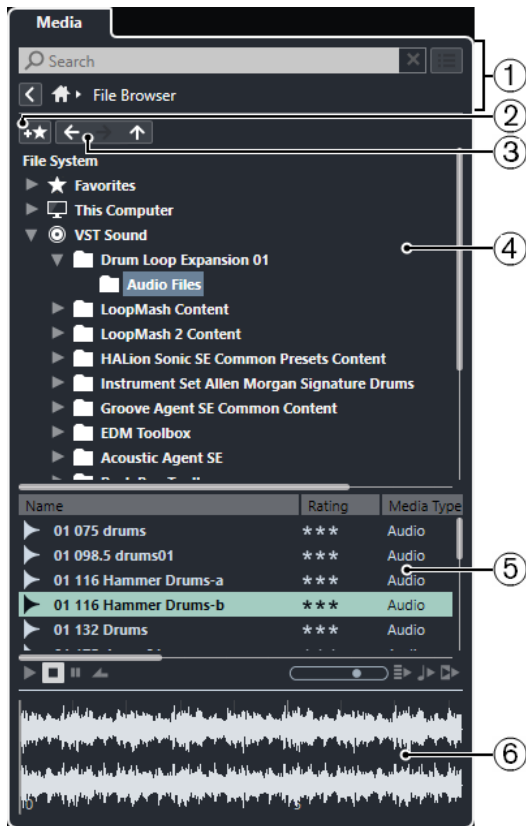 Media
Search
File Browser
1
2
3
File System
Favorites
This Computer
VST Sound
4
Drum Loop Expansion 01
Audio Files
LoopMash Content
LoopMash 2 Content
HALion Sonic SE Common Presets Content
Instrument Set Allen Morgan Signature Drums
Groove Agent SE Common Content
EDM Toolbox
Acoustic Agent SE
Name Rating Media Type
01 075 drums *** Audio
01 098.5 drums01 *** Audio
5
01 116 Hammer Drums-a *** Audio
01 116 Hammer Drums-b *** Audio
01 132 Drums *** Audio
6